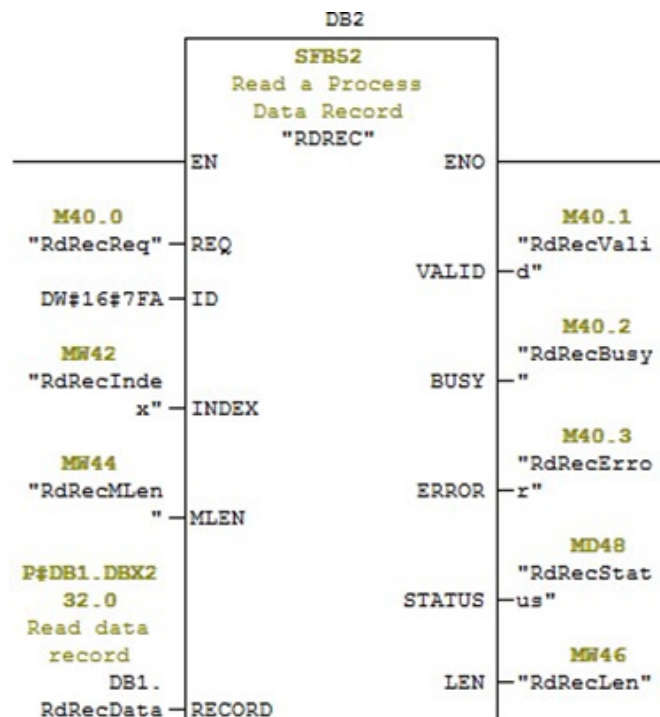 DB2
SFB52
Read a Process
Data Record
"RDREC"
EN
ENO
M40.0
"RdRecReq"
REQ
M40.1
"RdRecVali
d"
VALID
DW#16#7FA
ID
M40.2
"RdRecBusy
"
BUSY
MW42
"RdRecInde
x"
INDEX
M40.3
"RdRecErro
r"
ERROR
MW44
"RdRecMLen
"
MLEN
MD48
"RdRecStat
us"
STATUS
P#DB1.DBX2
32.0
Read data
record
DB1.
RdRecData
RECORD
MW46
"RdRecLen"
LEN